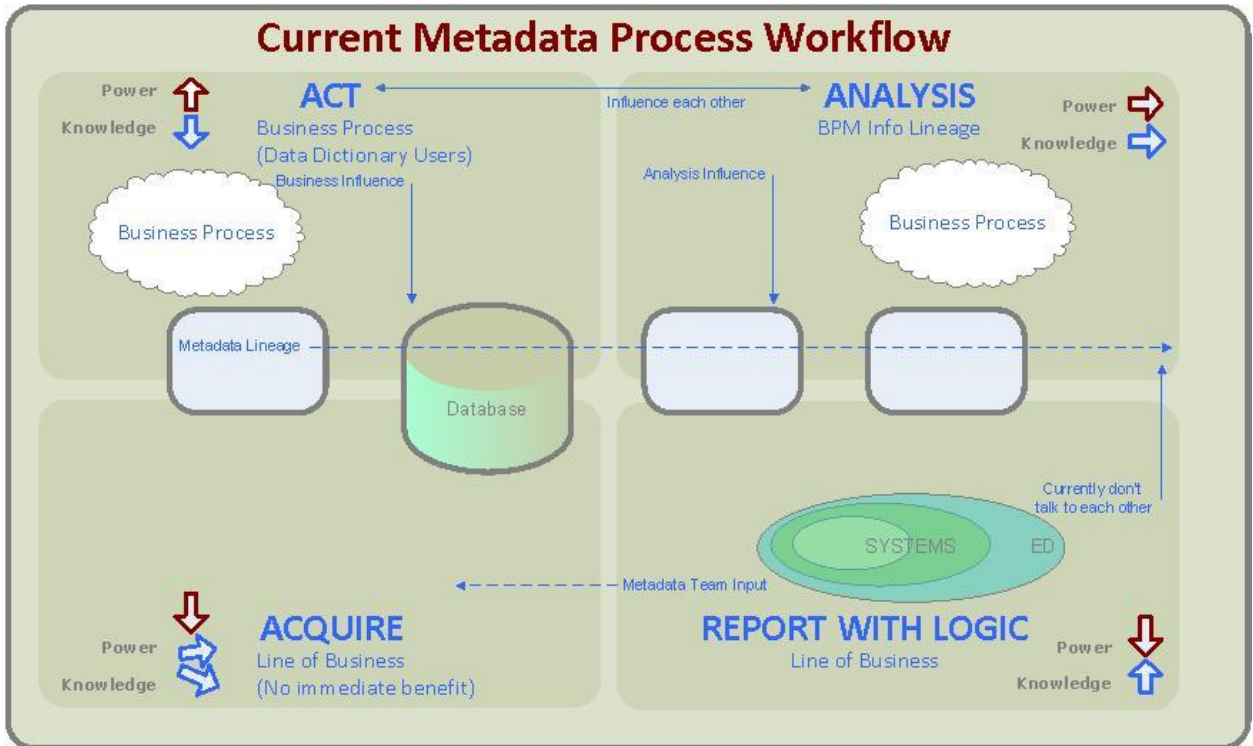 Current Metadata Process Workflow
Power
Knowledge
ACT
Business Process
(Data Dictionary Users)
Business Influence
Influence each other
ANALYSIS
BPM Info Lineage
Power
Knowledge
Analysis Influence
Business Process
Business Process
Metadata Lineage
Database
Currently don't
talk to each other
SYSTEMS
ED
Metadata Team Input
Power
Knowledge
ACQUIRE
Line of Business
(No immediate benefit)
REPORT WITH LOGIC
Line of Business
Power
Knowledge